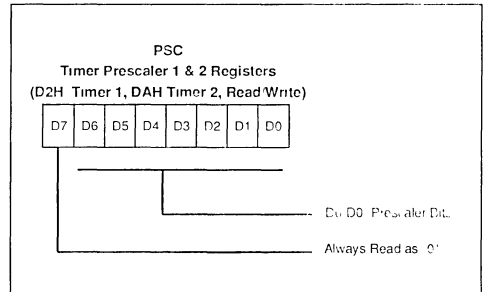 PSC
Timer Prescaler 1 & 2 Registers
(D2H Timer 1, DAH Timer 2, Read/Write)
D7 D6 D5 D4 D3 D2 D1 D0
D0 Prescaler
Always Read as